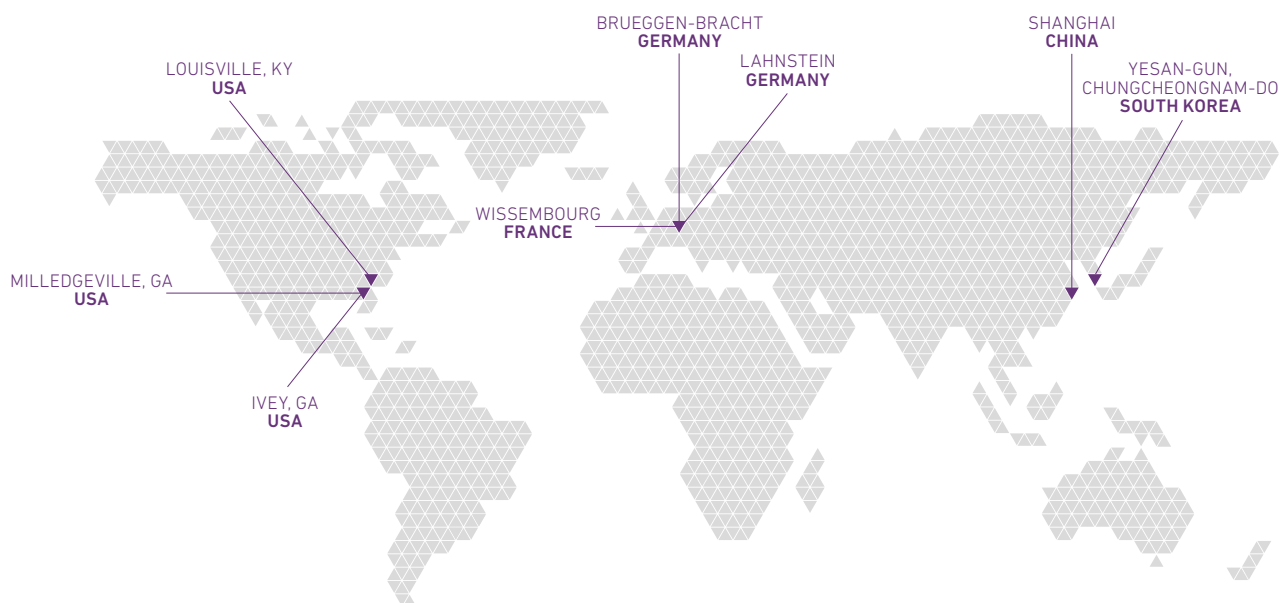 BRUEGGEN-BRACHT
GERMANY
SHANGHAI
CHINA
LAHNSTEIN
GERMANY
LOUISVILLE, KY
USA
YESAN-GUN,
CHUNGCHEONGNAM-DO
SOUTH KOREA
WISSEMBOURG
FRANCE
MILLEDGEVILLE, GA
USA
IVEY, GA
USA